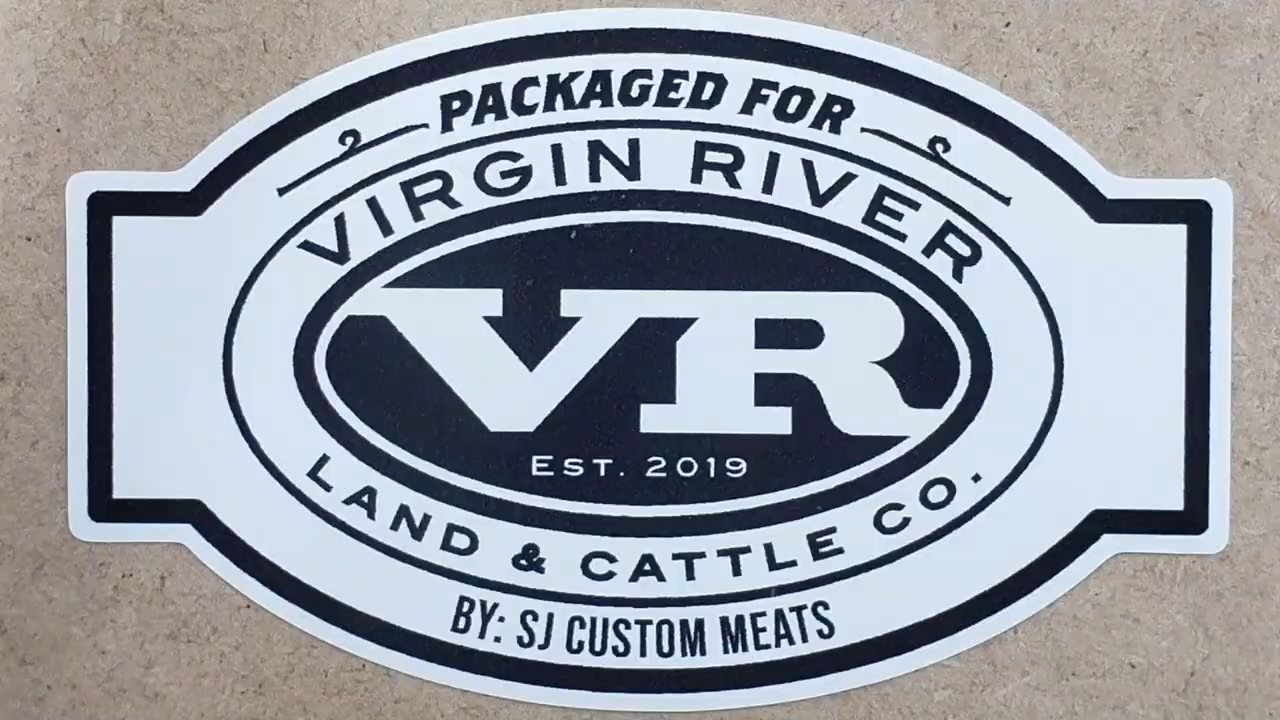 PACKAGED FOR
VIRGIN RIVER
VR
EST. 2019
LAND & CATTLE CO.
BY: SJ CUSTOM MEATS